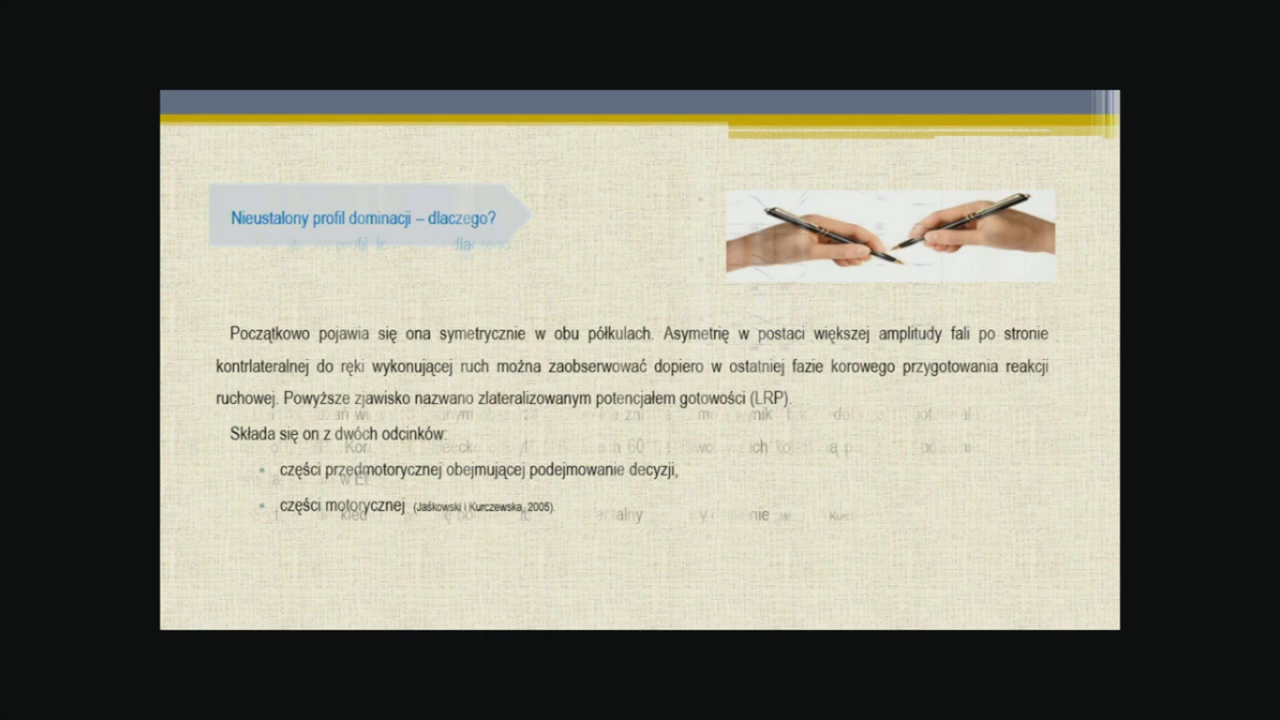 Nieustalony profil dominacji – dlaczego?
Początkowo pojawia się ona symetrycznie w obu półkulach. Asymetrię w postaci większej amplitudy fali po stronie
kontrlateralnej do ręki wykonującej ruch można zaobserwować dopiero w ostatniej fazie korowego przygotowania reakcji
ruchowej. Powyższe zjawisko nazwano zlateralizowanym potencjałem gotowości (LRP).
Składa się on z dwóch odcinków:
• części przedmotorycznej obejmującej podejmowanie decyzji,
• części motorycznej (Jaśkowski i Kurczewska, 2005).